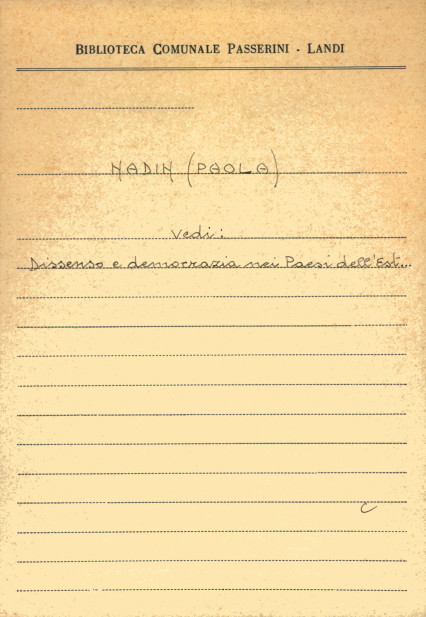 BIBLIOTECA COMUNALE PASSERINI - LANDI
NADIN (PAOLA)
Vedi:
Dissenso e democrazia nei Paesi dell'Est...
C